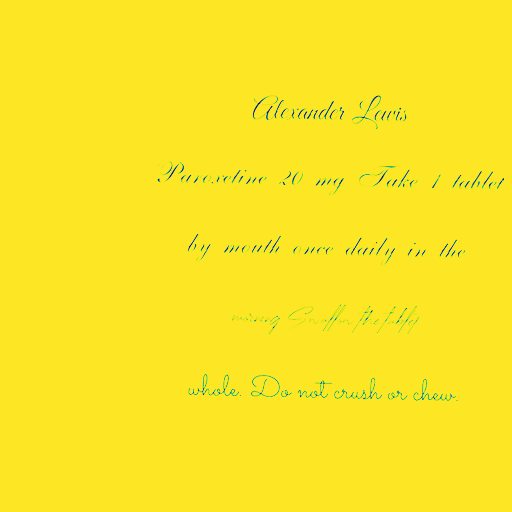 Alexander Lewis
Paroxetine 20 mg Take 1 tablet
by mouth once daily in the
morning Swallow the tablet
whole. Do not crush or chew.